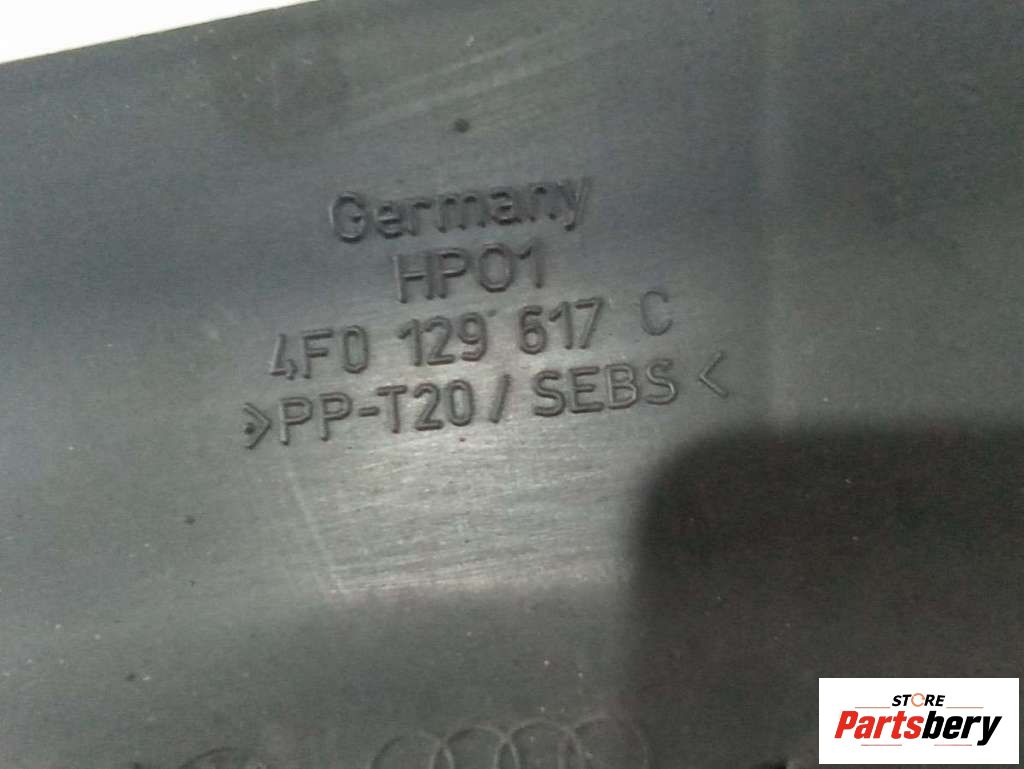 Germany
HP01
4F0 129 617 C
>PP-T20/SEBS<
STORE
Partsbery